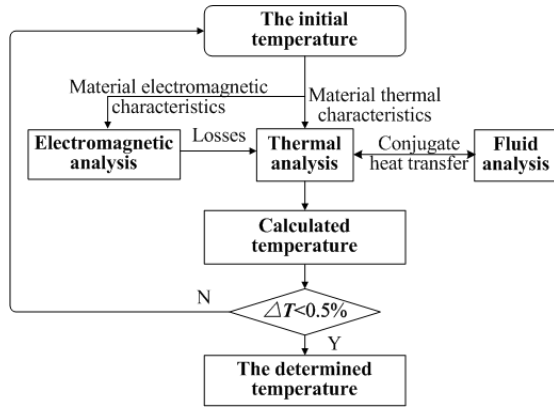 The initial
temperature
Material electromagnetic
characteristics
Material thermal
characteristics
Electromagnetic
analysis
Losses
Thermal
analysis
Conjugate
heat transfer
Fluid
analysis
Calculated
temperature
N
△T<0.5%
Y
The determined
temperature